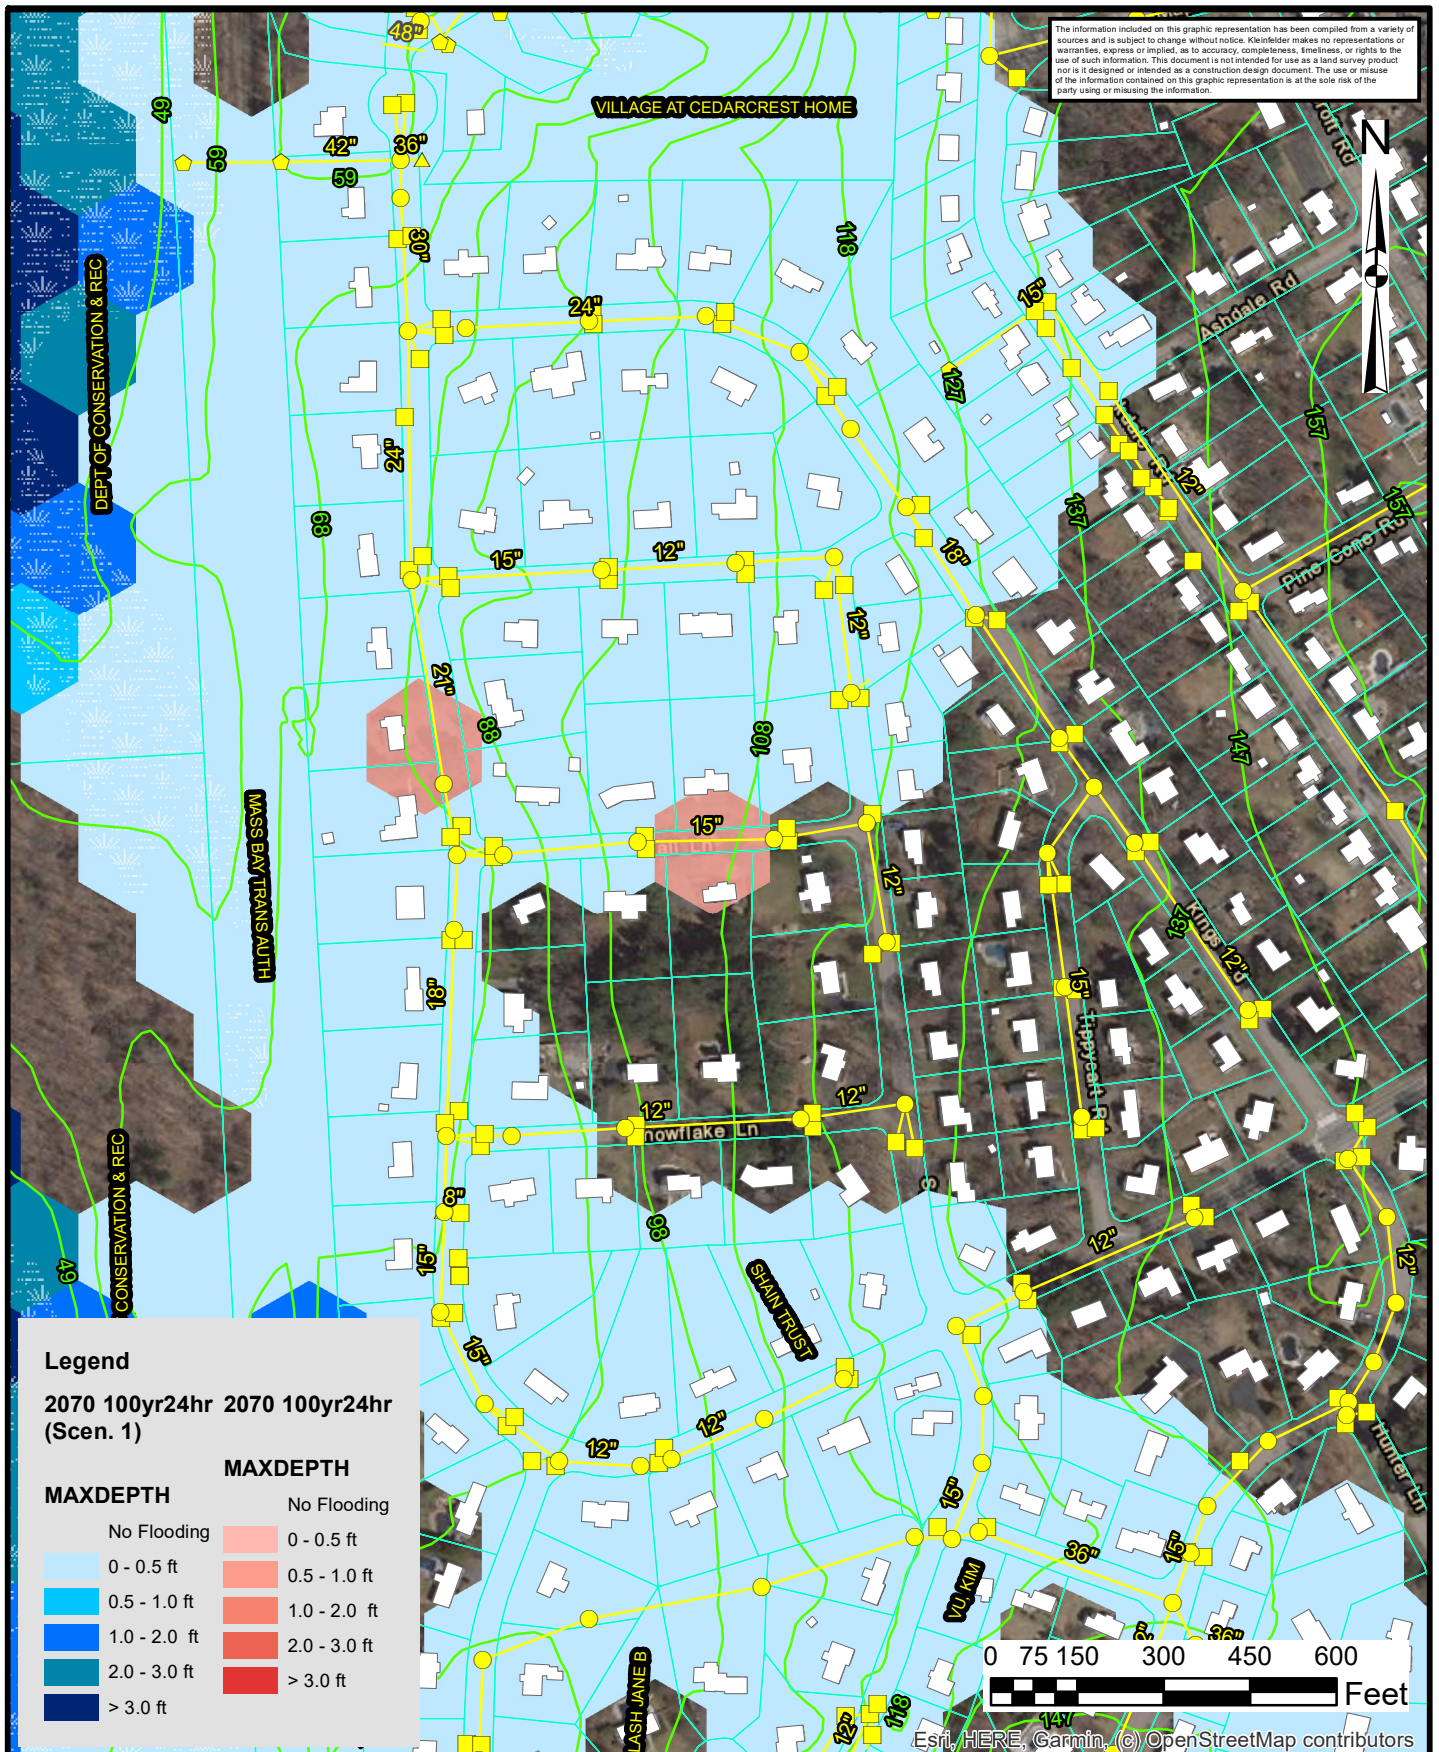 48"
The information included on this graphic representation has been compiled from a variety of
sources and is subject to change without notice. Kleinfelder makes no representations or
warranties, express or implied, as to accuracy, completeness, timeliness, or rights to the
use of such information. This document is not intended for use as a land survey product
nor is it designed or intended as a construction design document. The use or misuse
of the information contained on this graphic representation is at the sole risk of the
party using or misusing the information.
VILLAGE AT CEDARCREST HOME
49
59
42"
36"
59
30"
118
N
Rd
DEPT OF CONSERVATION & REC
24"
15"
Ashdale Rd
127
157
24"
89
12"
137
157
Pine Cone Rd
15"
12"
18"
12"
21"
88
108
147
MASS BAY TRANS AUTH
15"
12"
137
Kings Rd
12"
18"
15"
Tippycart Rd
12"
12"
Snowflake Ln
CONSERVATION & REC
8"
98
S
15"
12"
12"
49
SHAIN TRUST
15"
12"
12"
15"
Hunter Ln
36"
15"
VU, KIM
36"
LASH JANE B
12"
118
147
Legend
2070 100yr24hr
(Scen. 1)
MAXDEPTH
No Flooding
0 - 0.5 ft
0.5 - 1.0 ft
1.0 - 2.0 ft
2.0 - 3.0 ft
> 3.0 ft
2070 100yr24hr
MAXDEPTH
No Flooding
0 - 0.5 ft
0.5 - 1.0 ft
1.0 - 2.0 ft
2.0 - 3.0 ft
> 3.0 ft
0 75 150 300 450 600
Feet
Esri, HERE, Garmin, (c) OpenStreetMap contributors